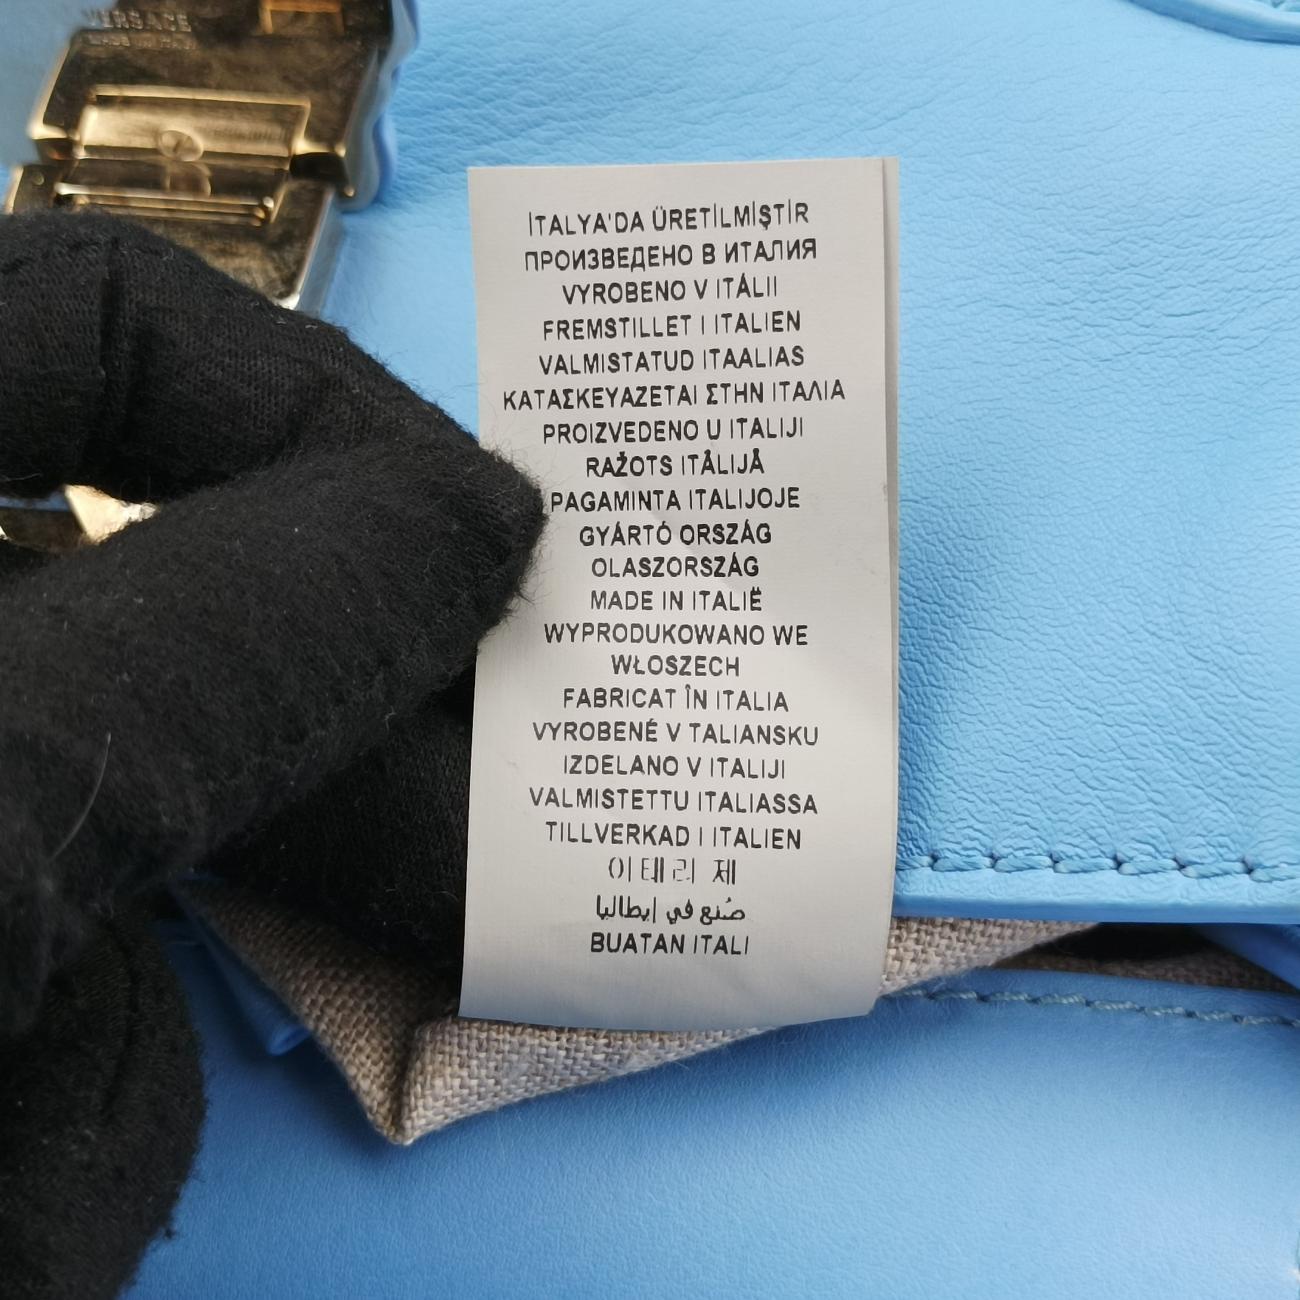 VERSACE
İTALYA'DA ÜRETİLMİŞTİR
ПРОИЗВЕДЕНО В ИТАЛИЯ
VYROBENO V ITÁLII
FREMSTILLET I ITALIEN
VALMISTATUD ITAALIAS
ΚΑΤΑΣΚΕΥΑΖΕΤΑΙ ΣΤΗΝ ΙΤΑΛΙΑ
PROIZVEDENO U ITALIJI
RAŽOTS ITÅLIJÅ
PAGAMINTA ITALIJOJE
GYÁRTÓ ORSZÁG
OLASZORSZÁG
MADE IN ITALIË
WYPRODUKOWANO WE
WŁOSZECH
FABRICAT ÎN ITALIA
VYROBENÉ V TALIANSKU
IZDELANO V ITALIJI
VALMISTETTU ITALIASSA
TILLVERKAD I ITALIEN
이태리 제
صُنع في إيطاليا
BUATAN ITALI